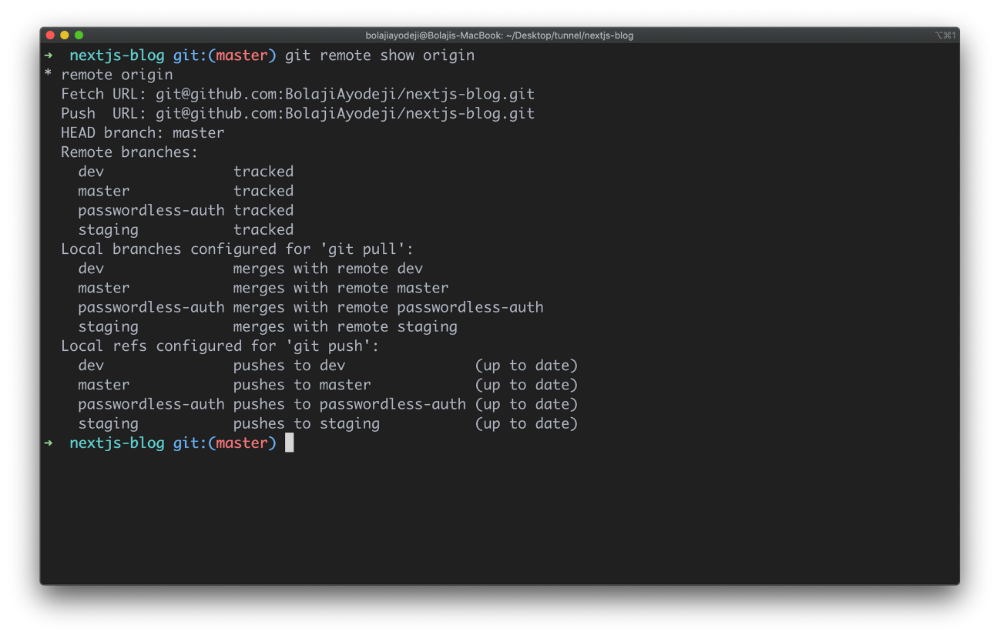 bolajiayodeji@Bolajis-MacBook: ~/Desktop/tunnel/nextjs-blog ⌥⌘1
➜  nextjs-blog git:(master) git remote show origin
* remote origin
  Fetch URL: git@github.com:BolajiAyodeji/nextjs-blog.git
  Push  URL: git@github.com:BolajiAyodeji/nextjs-blog.git
  HEAD branch: master
  Remote branches:
    dev               tracked
    master            tracked
    passwordless-auth tracked
    staging           tracked
  Local branches configured for 'git pull':
    dev               merges with remote dev
    master            merges with remote master
    passwordless-auth merges with remote passwordless-auth
    staging           merges with remote staging
  Local refs configured for 'git push':
    dev               pushes to dev               (up to date)
    master            pushes to master            (up to date)
    passwordless-auth pushes to passwordless-auth (up to date)
    staging           pushes to staging           (up to date)
➜  nextjs-blog git:(master)